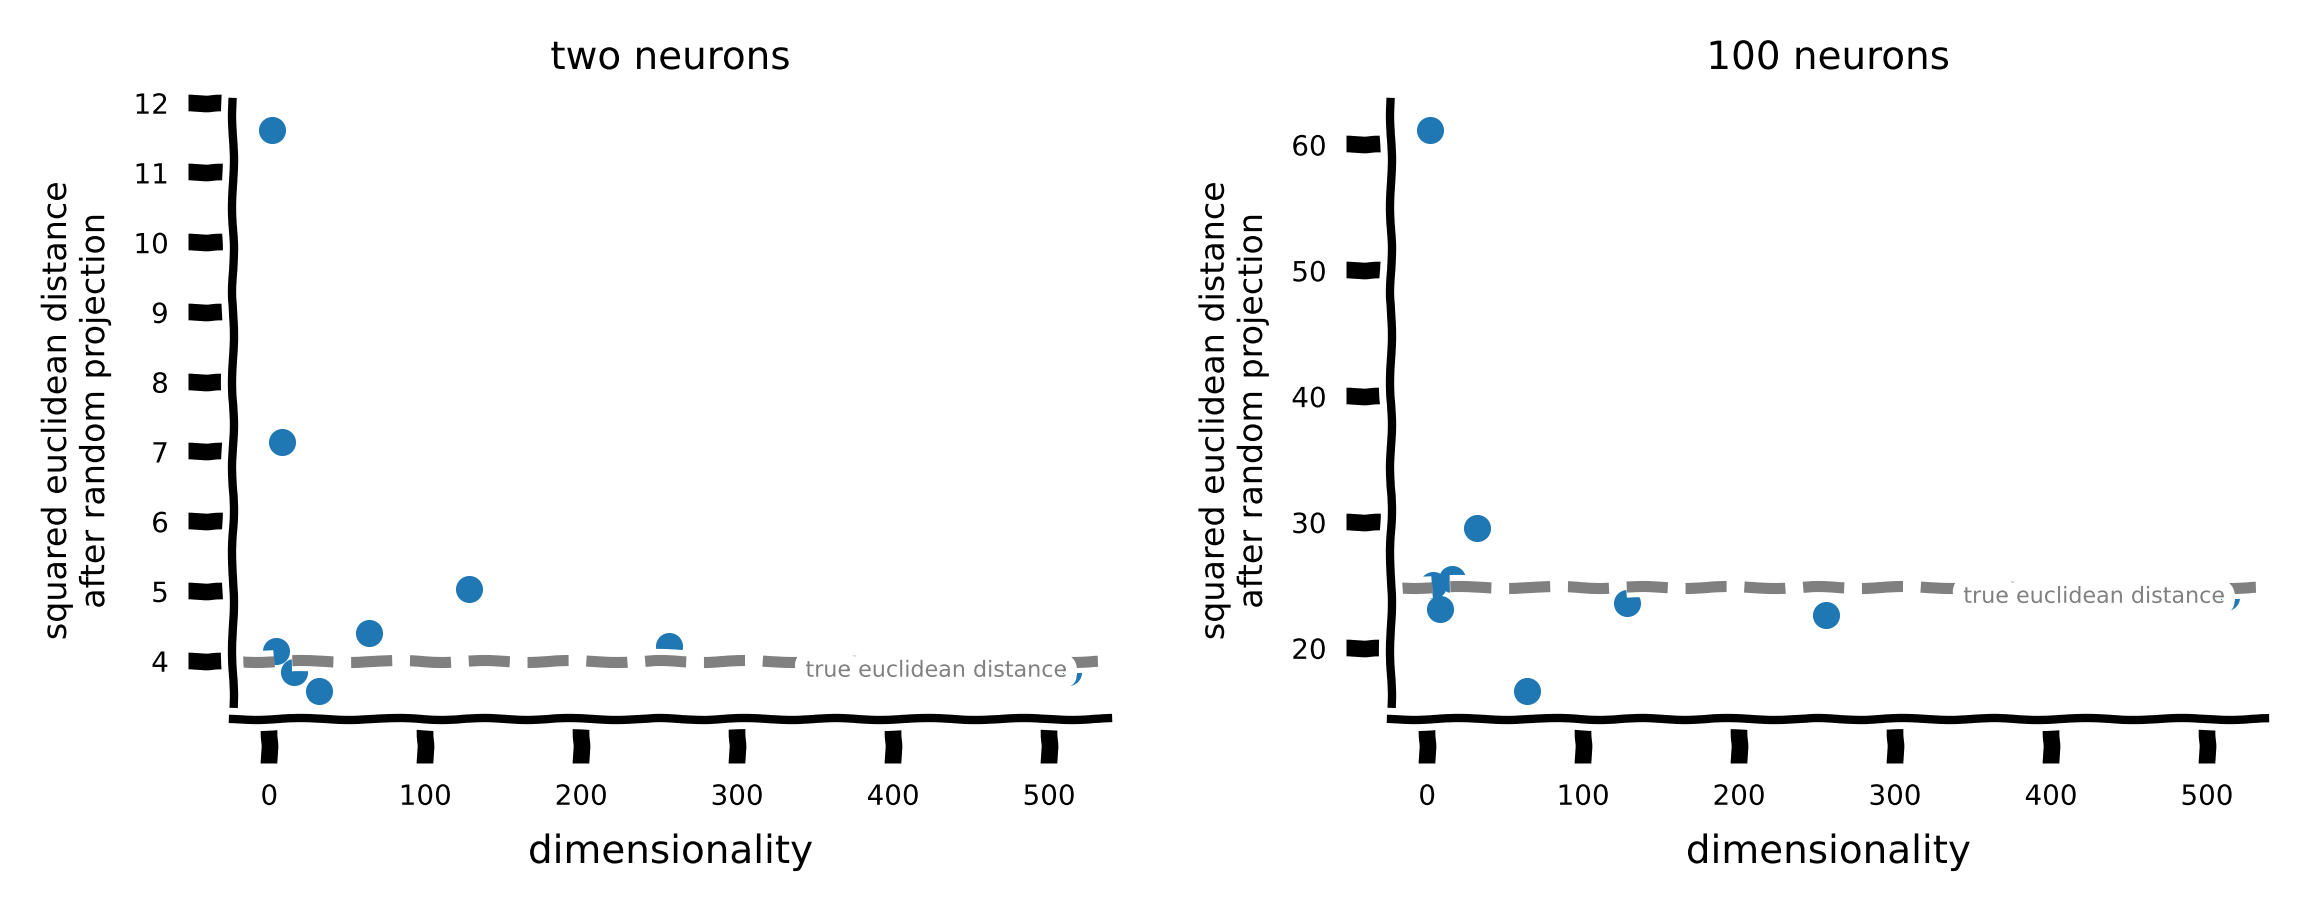 two neurons
12
11
10
9
8
7
6
5
4
squared euclidean distance
after random projection
true euclidean distance
0 100 200 300 400 500
dimensionality
100 neurons
60
50
40
30
20
squared euclidean distance
after random projection
true euclidean distance
0 100 200 300 400 500
dimensionality